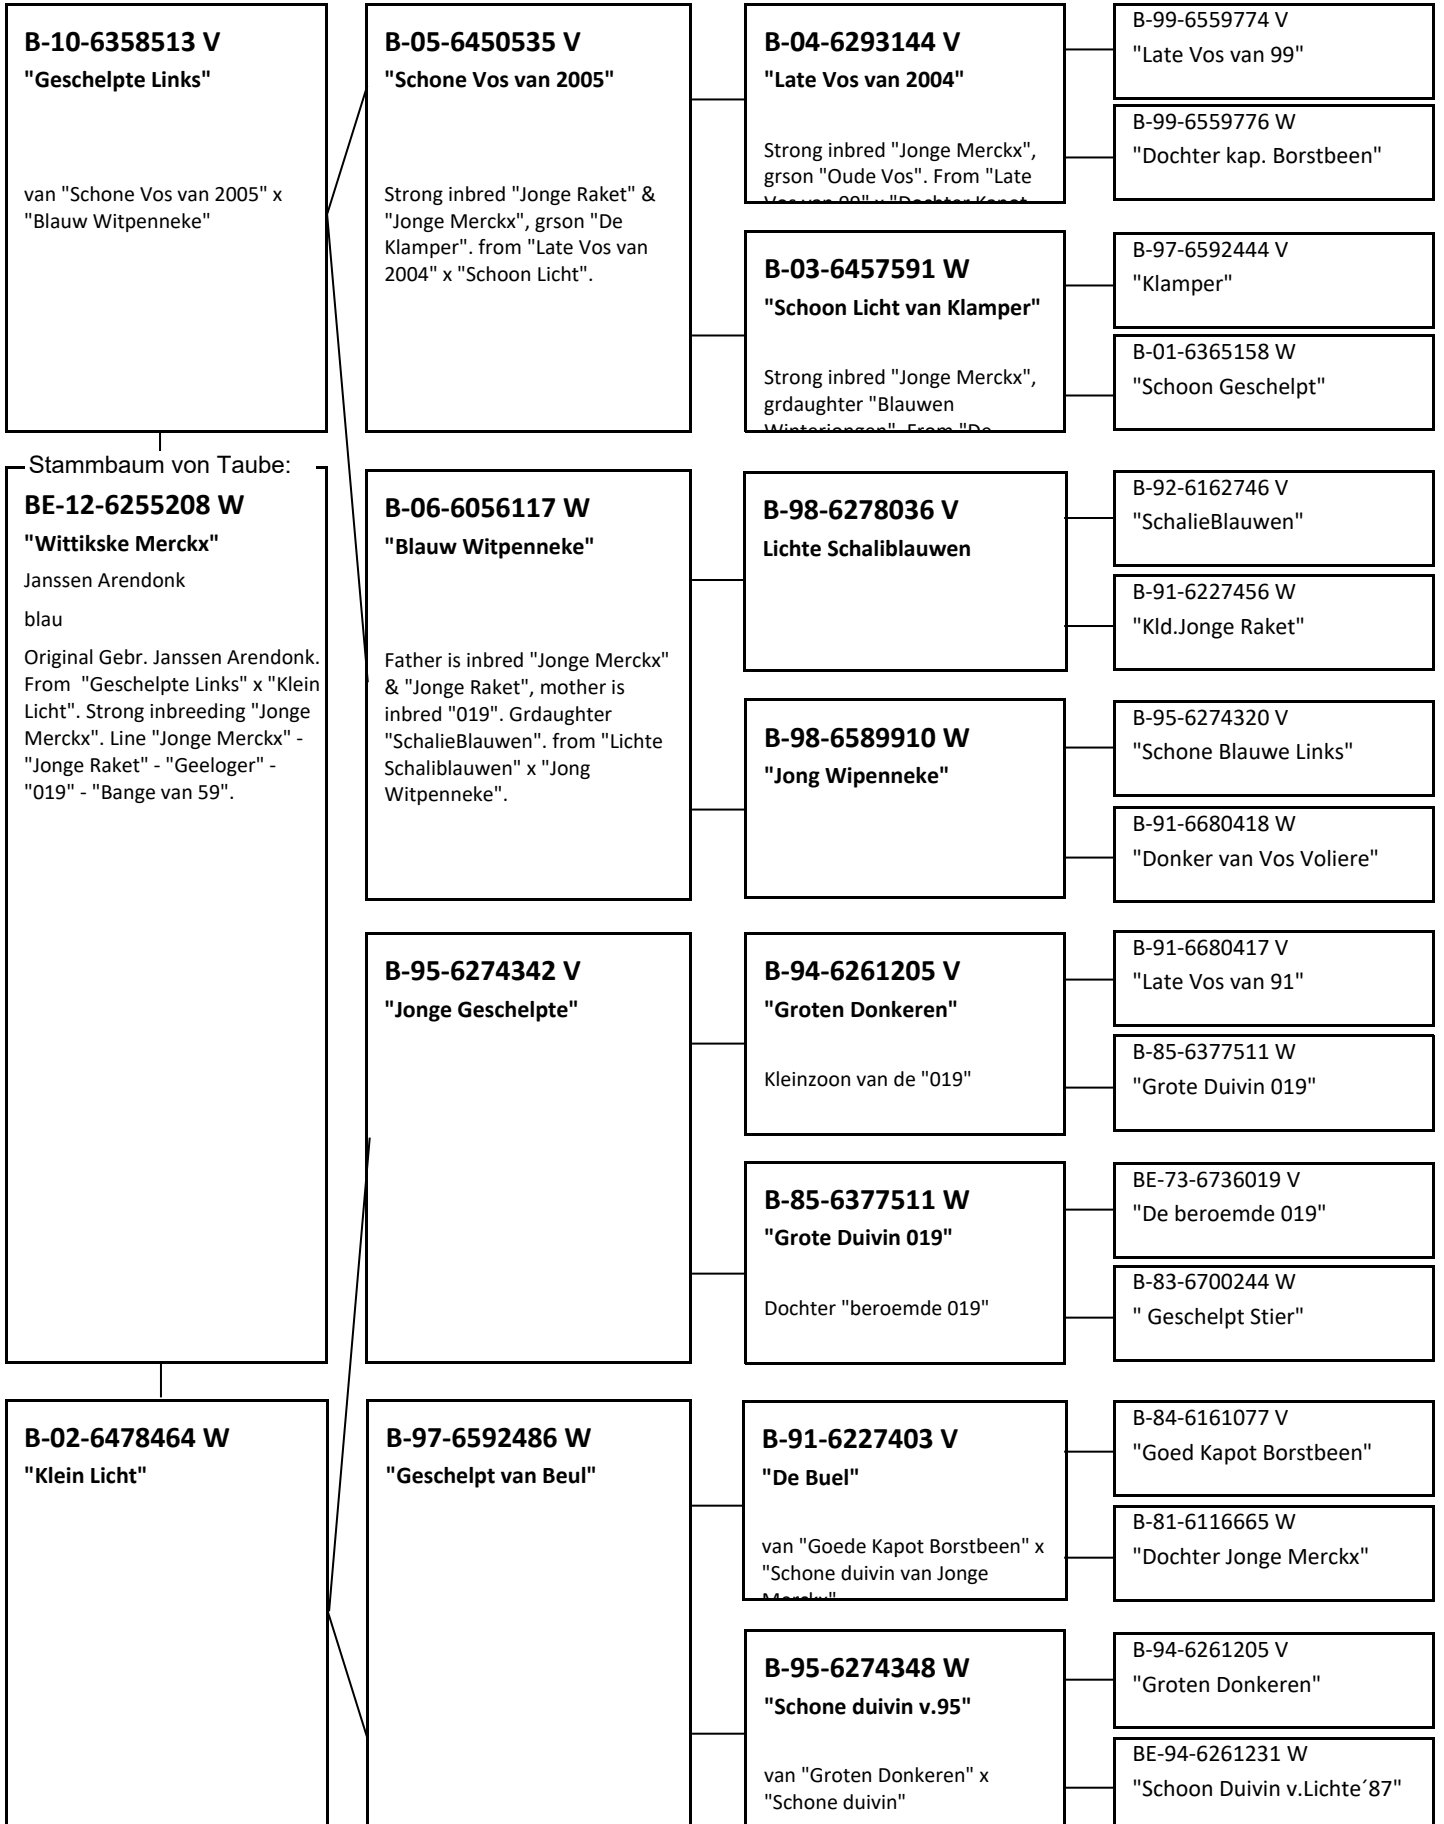 B-10-6358513 V
"Geschelpte Links"
van "Schone Vos van 2005" x
"Blauw Witpenneke"
Stammbaum von Taube:
BE-12-6255208 W
"Wittikske Merckx"
Janssen Arendonk
blau
Original Gebr. Janssen Arendonk.
From "Geschelpte Links" x "Klein
Licht". Strong inbreeding "Jonge
Merckx". Line "Jonge Merckx" -
"Jonge Raket" - "Geeloger" -
"019" - "Bange van 59".
B-02-6478464 W
"Klein Licht"
B-05-6450535 V
"Schone Vos van 2005"
Strong inbred "Jonge Raket" &
"Jonge Merckx", grson "De
Klamper". from "Late Vos van
2004" x "Schoon Licht".
B-06-6056117 W
"Blauw Witpenneke"
Father is inbred "Jonge Merckx"
& "Jonge Raket", mother is
inbred "019". Grdaughter
"SchalieBlauwen". from "Lichte
Schaliblauwen" x "Jong
Witpenneke".
B-95-6274342 V
"Jonge Geschelpte"
B-97-6592486 W
"Geschelpt van Beul"
B-04-6293144 V
"Late Vos van 2004"
Strong inbred "Jonge Merckx",
grson "Oude Vos". From "Late
Vos van 99" x "Dochter Kapot
B-03-6457591 W
"Schoon Licht van Klamper"
Strong inbred "Jonge Merckx",
grdaughter "Blauwen
Winterjongen". From "De
B-98-6278036 V
Lichte Schaliblauwen
B-98-6589910 W
"Jong Wipenneke"
B-94-6261205 V
"Groten Donkeren"
Kleinzoon van de "019"
B-85-6377511 W
"Grote Duivin 019"
Dochter "beroemde 019"
B-91-6227403 V
"De Buel"
van "Goede Kapot Borstbeen" x
"Schone duivin van Jonge
Merckx"
B-95-6274348 W
"Schone duivin v.95"
van "Groten Donkeren" x
"Schone duivin"
B-99-6559774 V
"Late Vos van 99"
B-99-6559776 W
"Dochter kap. Borstbeen"
B-97-6592444 V
"Klamper"
B-01-6365158 W
"Schoon Geschelpt"
B-92-6162746 V
"SchalieBlauwen"
B-91-6227456 W
"Kld.Jonge Raket"
B-95-6274320 V
"Schone Blauwe Links"
B-91-6680418 W
"Donker van Vos Voliere"
B-91-6680417 V
"Late Vos van 91"
B-85-6377511 W
"Grote Duivin 019"
BE-73-6736019 V
"De beroemde 019"
B-83-6700244 W
" Geschelpt Stier"
B-84-6161077 V
"Goed Kapot Borstbeen"
B-81-6116665 W
"Dochter Jonge Merckx"
B-94-6261205 V
"Groten Donkeren"
BE-94-6261231 W
"Schoon Duivin v.Lichte´87"